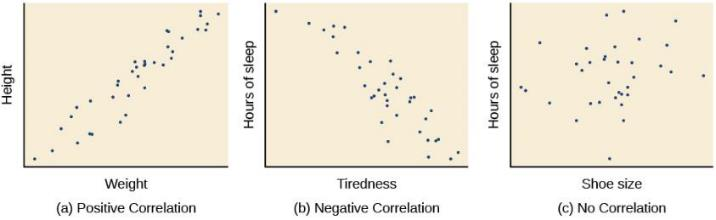 Height
Weight
(a) Positive Correlation
Hours of sleep
Tiredness
(b) Negative Correlation
Hours of sleep
Shoe size
(c) No Correlation